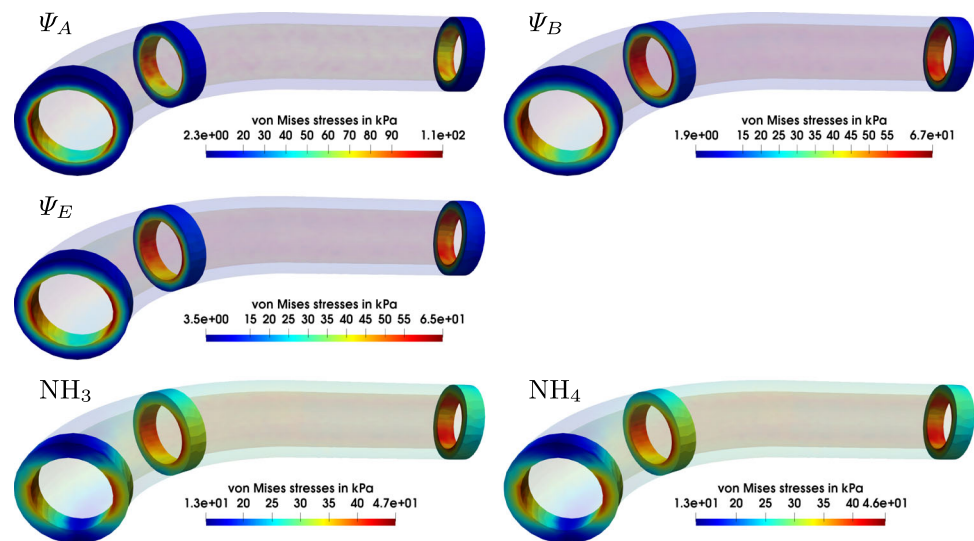 Ψ_A
von Mises stresses in kPa
2.3e+00 20 30 40 50 60 70 80 90 1.1e+02
Ψ_B
von Mises stresses in kPa
1.9e+00 15 20 25 30 35 40 45 50 55 6.7e+01
Ψ_E
von Mises stresses in kPa
3.5e+00 15 20 25 30 35 40 45 50 55 6.5e+01
NH₃
von Mises stresses in kPa
1.3e+01 20 25 30 35 40 4.7e+01
NH₄
von Mises stresses in kPa
1.3e+01 20 25 30 35 40 4.6e+01